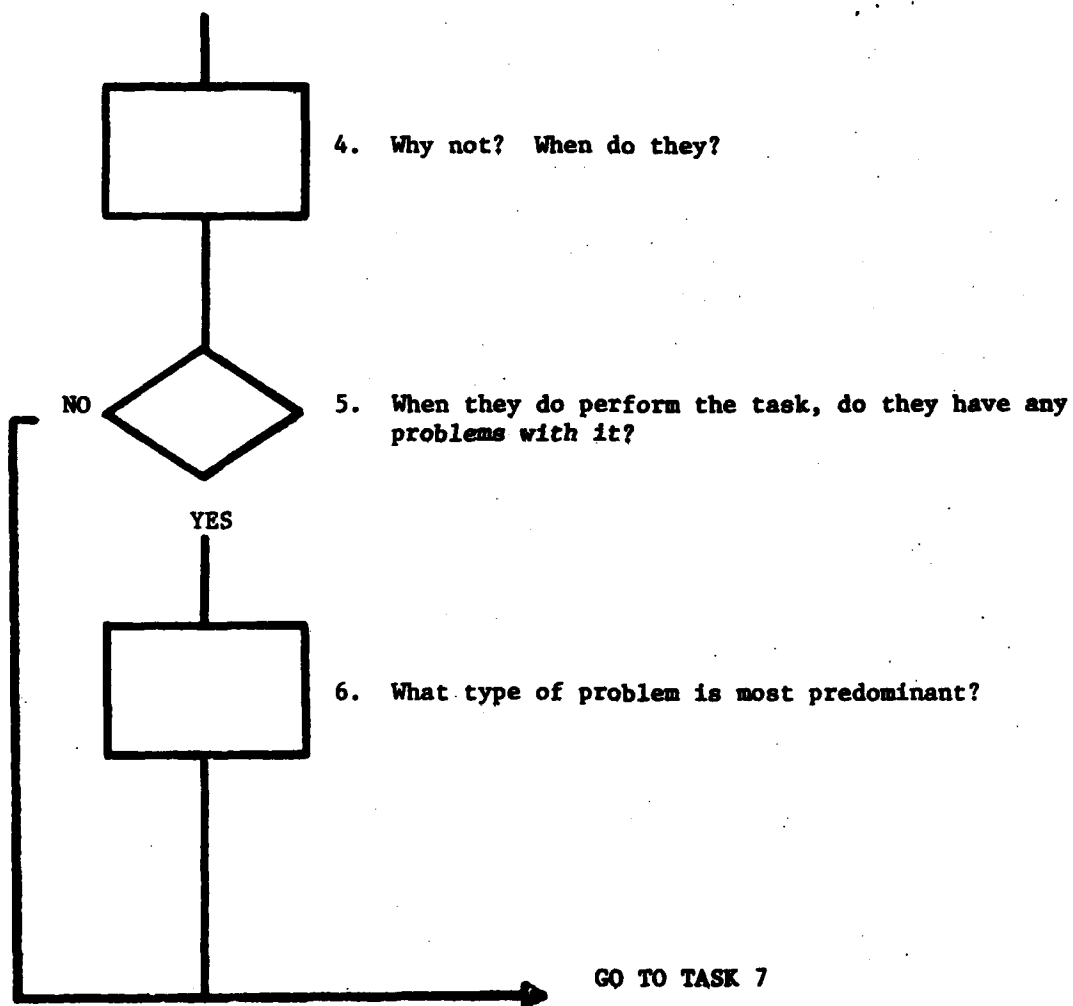 4. Why not? When do they?
NO
5. When they do perform the task, do they have any
problems with it?
YES
6. What type of problem is most predominant?
GO TO TASK 7